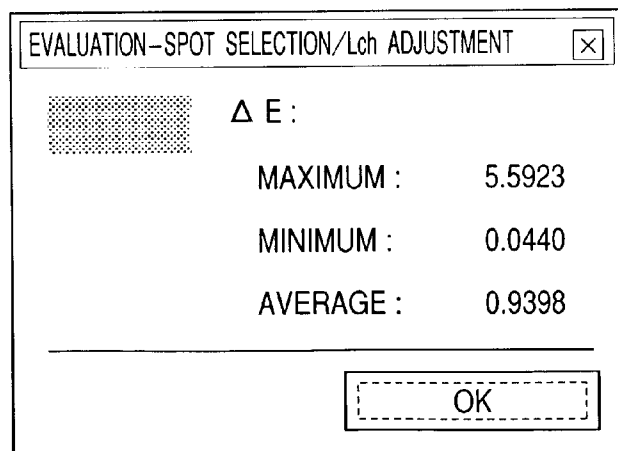 EVALUATION-SPOT SELECTION/Lch ADJUSTMENT
Δ E :
MAXIMUM : 5.5923
MINIMUM : 0.0440
AVERAGE : 0.9398
OK